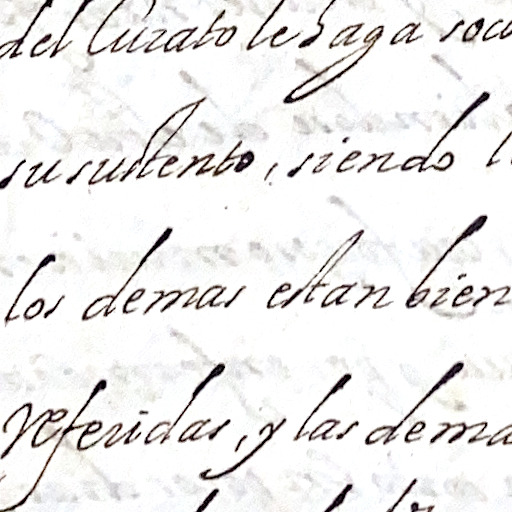 del Curato le haga soco
su sustento, siendo l
los demas estan bien
referidas, y las dema